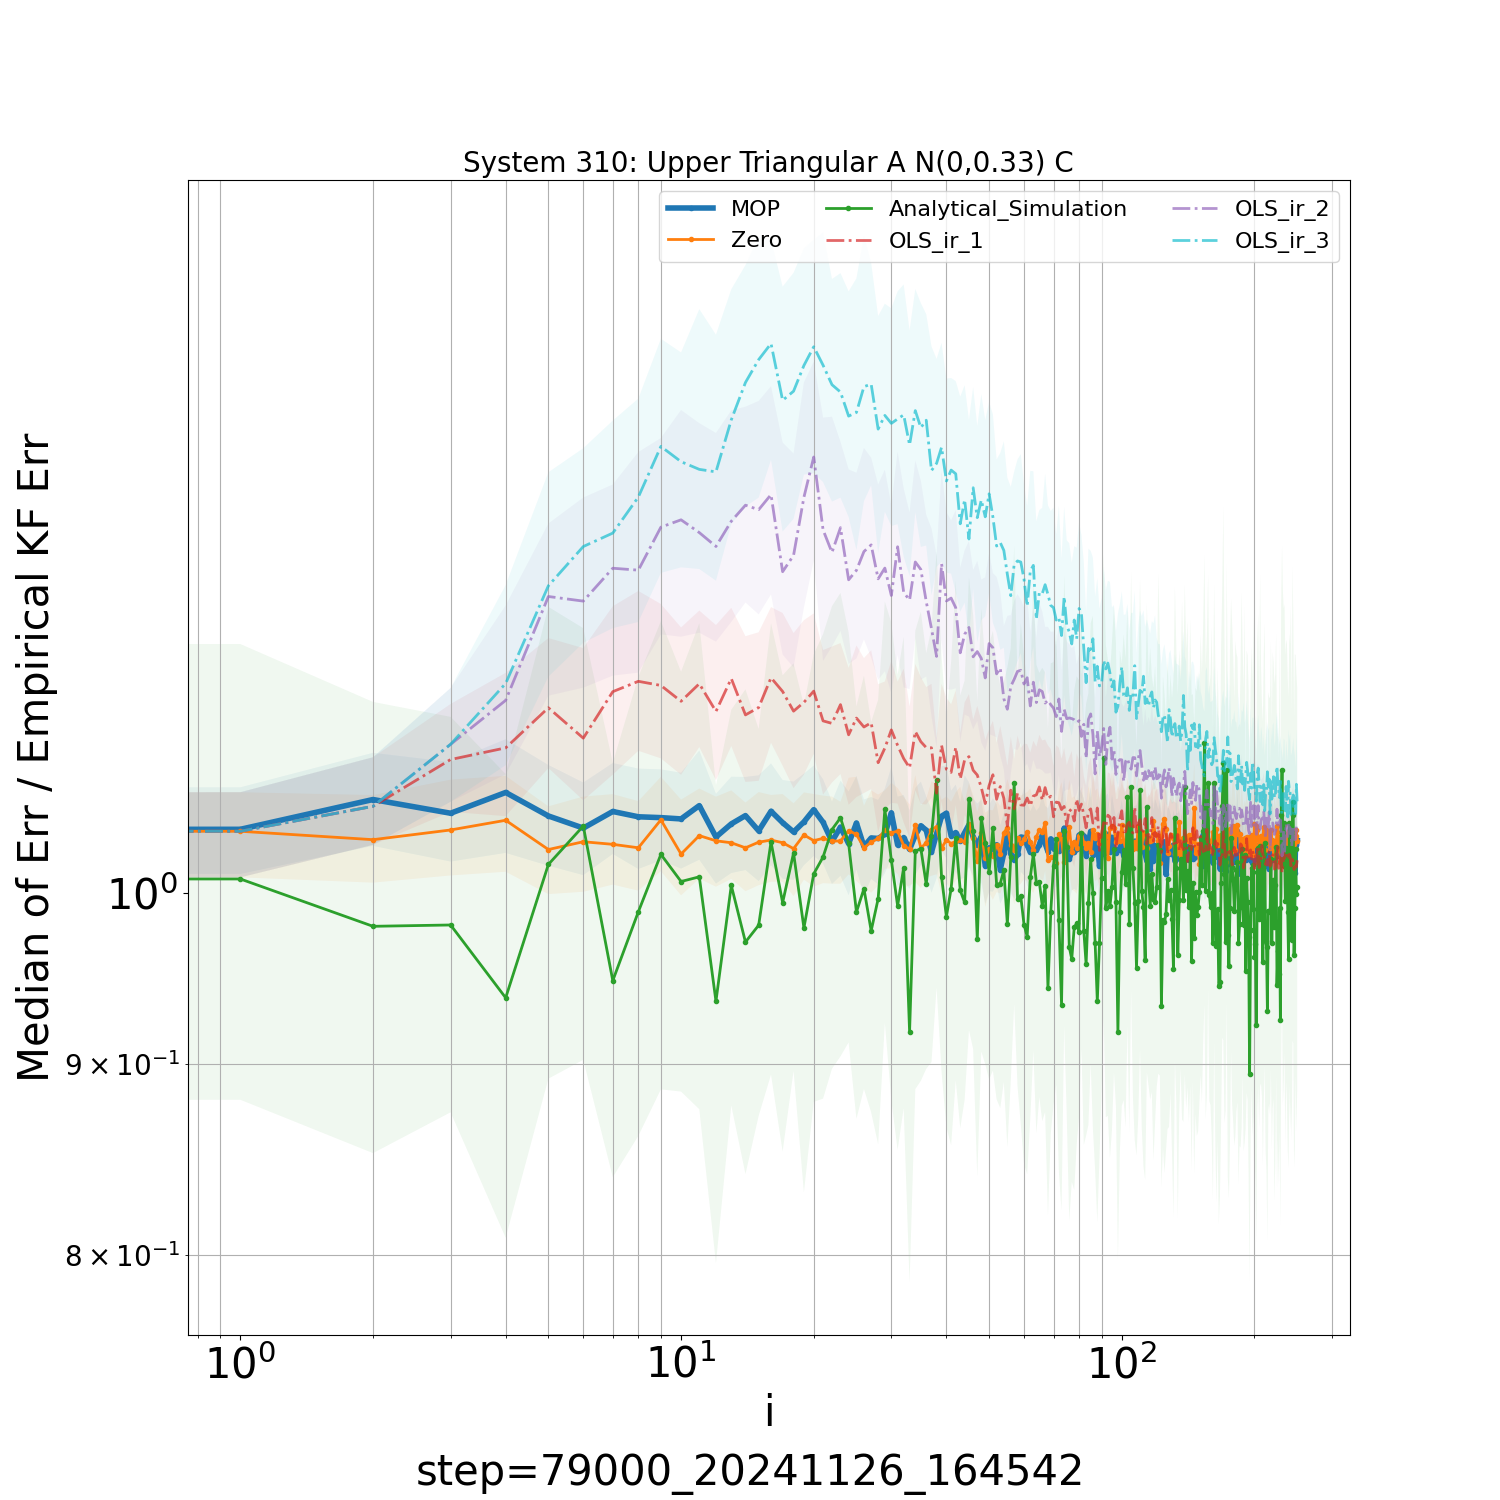 System 310: Upper Triangular A N(0,0.33) C
MOP
Zero
Analytical_Simulation
OLS_ir_1
OLS_ir_2
OLS_ir_3
Median of Err / Empirical KF Err
10⁰
9 × 10⁻¹
8 × 10⁻¹
10⁰ 10¹ 10²
i
step=79000_20241126_164542